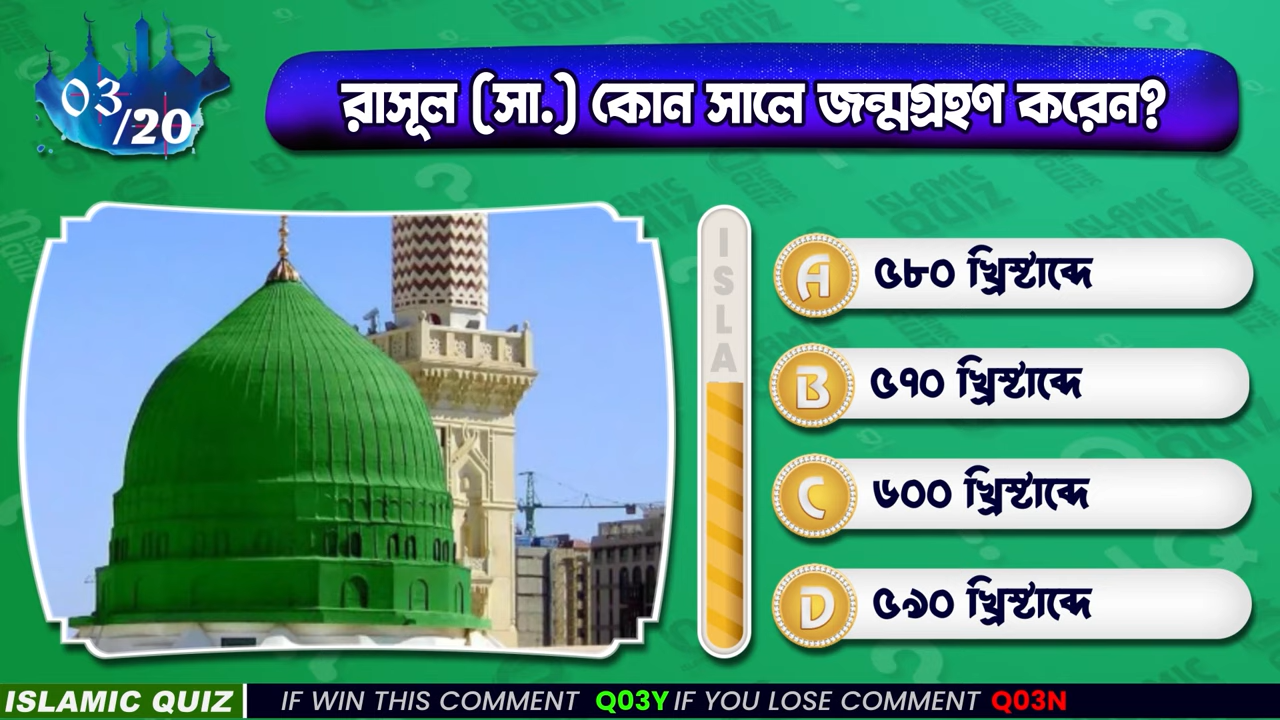 03/20
রাসূল (সা.) কোন সালে জন্মগ্রহণ করেন?
ISLA
A ৫৮০ খ্রিস্টাব্দে
B ৫৭০ খ্রিস্টাব্দে
C ৬০০ খ্রিস্টাব্দে
D ৫৯০ খ্রিস্টাব্দে
ISLAMIC QUIZ IF WIN THIS COMMENT Q03Y IF YOU LOSE COMMENT Q03N